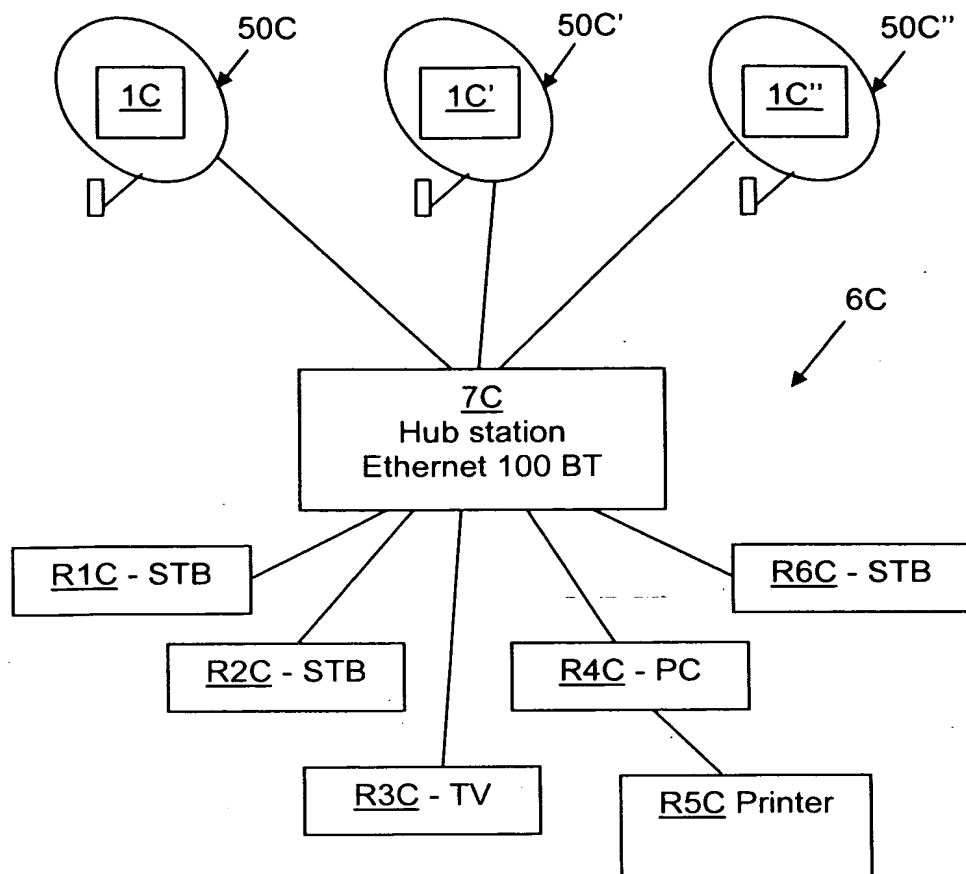 50C
50C'
50C"
1C
1C'
1C"
6C
7C
Hub station
Ethernet 100 BT
R1C - STB
R6C - STB
R2C - STB
R4C - PC
R3C - TV
R5C Printer